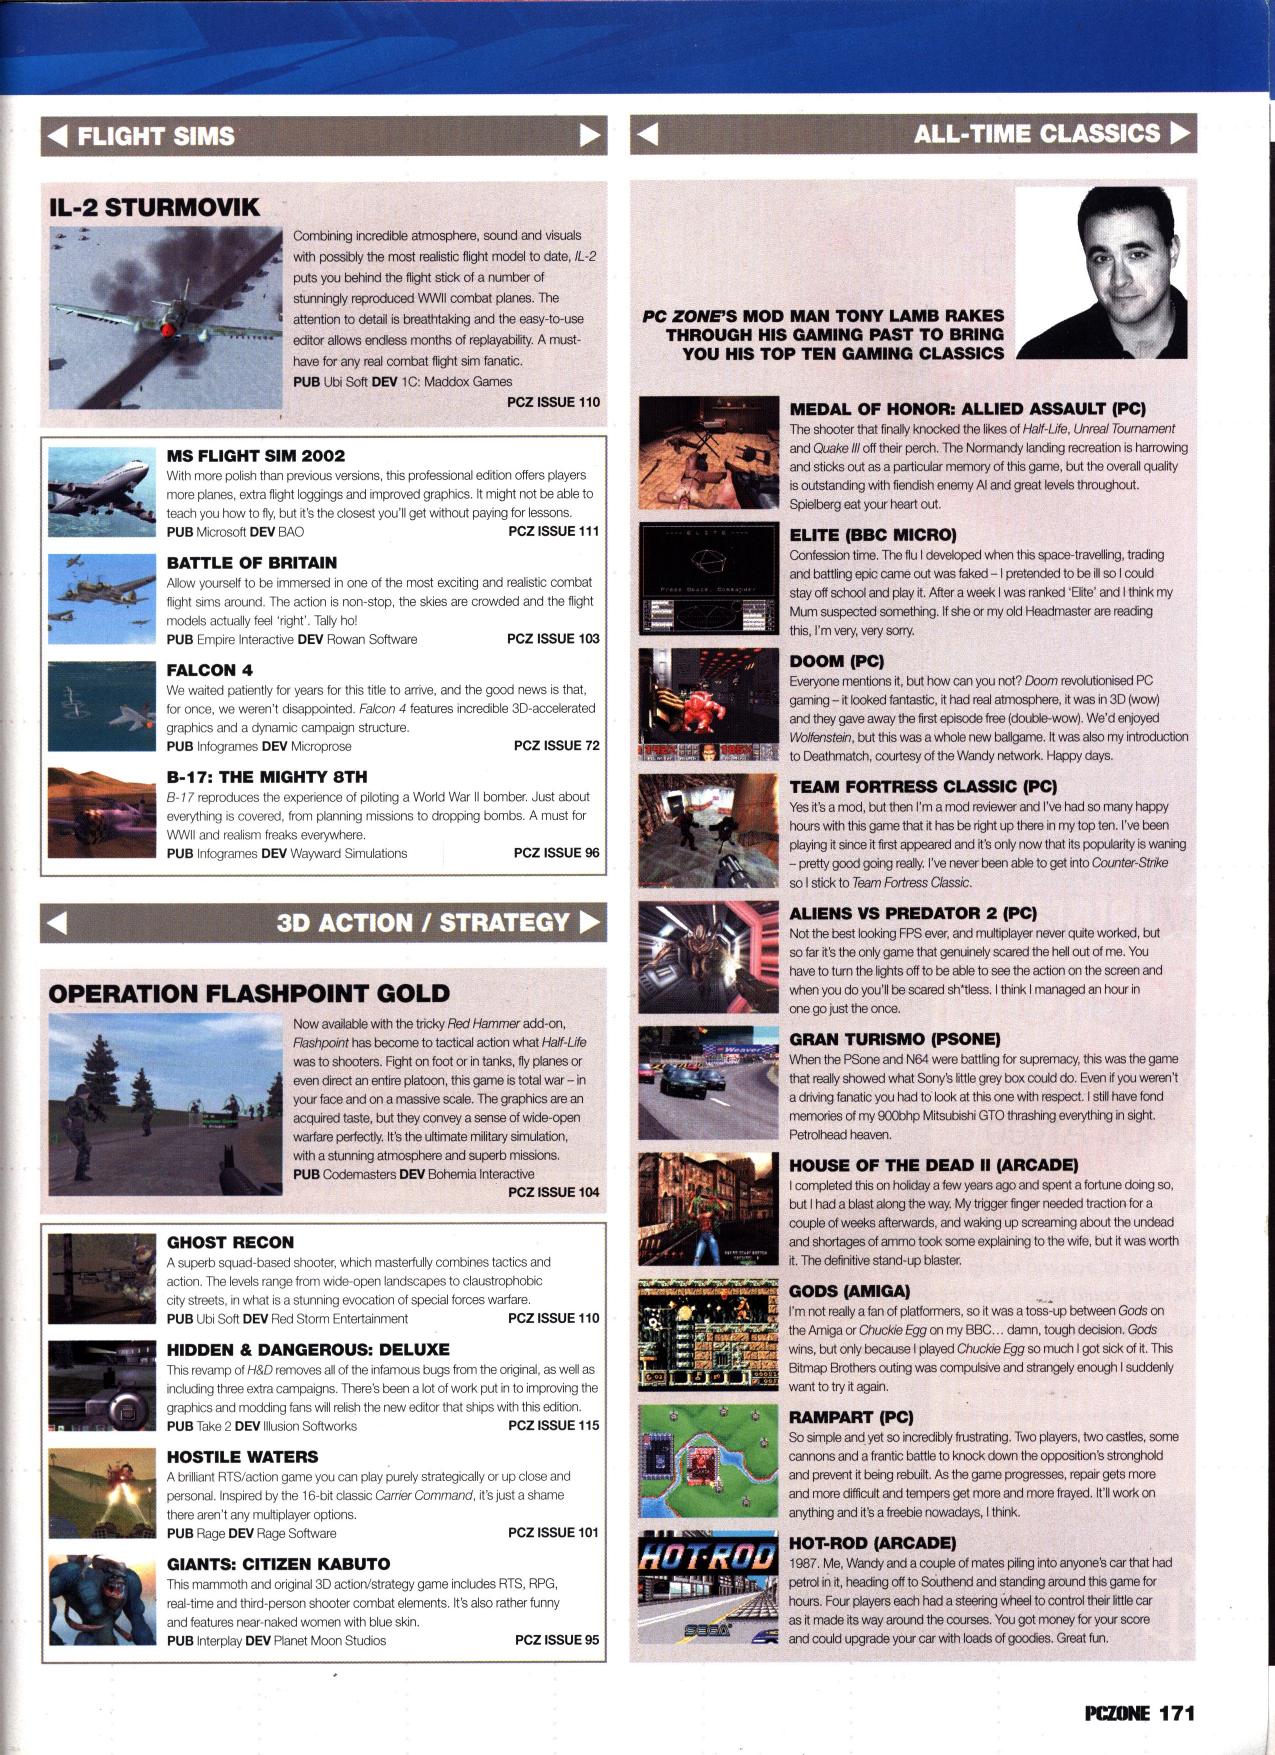 FLIGHT SIMS
IL-2 STURMOVIK
Combining incredible atmosphere, sound and visuals
with possibly the most realistic flight model to date, IL-2
puts you behind the flight stick of a number of
stunningly reproduced WWII combat planes. The
attention to detail is breathtaking and the easy-to-use
editor allows endless months of replayability. A must-
have for any real combat flight sim fanatic.
PUB Ubi Soft DEV 1C: Maddox Games
PCZ ISSUE 110
MS FLIGHT SIM 2002
With more polish than previous versions, this professional edition offers players
more planes, extra flight loggings and improved graphics. It might not be able to
teach you how to fly, but it's the closest you'll get without paying for lessons.
PUB Microsoft DEV BAO PCZ ISSUE 111
BATTLE OF BRITAIN
Allow yourself to be immersed in one of the most exciting and realistic combat
flight sims around. The action is non-stop, the skies are crowded and the flight
models actually feel 'right'. Tally ho!
PUB Empire Interactive DEV Rowan Software PCZ ISSUE 103
FALCON 4
We waited patiently for years for this title to arrive, and the good news is that,
for once, we weren't disappointed. Falcon 4 features incredible 3D-accelerated
graphics and a dynamic campaign structure.
PUB Infogrames DEV Microprose PCZ ISSUE 72
B-17: THE MIGHTY 8TH
B-17 reproduces the experience of piloting a World War II bomber. Just about
everything is covered, from planning missions to dropping bombs. A must for
WWII and realism freaks everywhere.
PUB Infogrames DEV Wayward Simulations PCZ ISSUE 96
3D ACTION / STRATEGY
OPERATION FLASHPOINT GOLD
Now available with the tricky Red Hammer add-on,
Flashpoint has become to tactical action what Half-Life
was to shooters. Fight on foot or in tanks, fly planes or
even direct an entire platoon, this game is total war – in
your face and on a massive scale. The graphics are an
acquired taste, but they convey a sense of wide-open
warfare perfectly. It's the ultimate military simulation,
with a stunning atmosphere and superb missions.
PUB Codemasters DEV Bohemia Interactive
PCZ ISSUE 104
GHOST RECON
A superb squad-based shooter, which masterfully combines tactics and
action. The levels range from wide-open landscapes to claustrophobic
city streets, in what is a stunning evocation of special forces warfare.
PUB Ubi Soft DEV Red Storm Entertainment PCZ ISSUE 110
HIDDEN & DANGEROUS: DELUXE
This revamp of H&D removes all of the infamous bugs from the original, as well as
including three extra campaigns. There's been a lot of work put in to improving the
graphics and modding fans will relish the new editor that ships with this edition.
PUB Take 2 DEV Illusion Softworks PCZ ISSUE 115
HOSTILE WATERS
A brilliant RTS/action game you can play purely strategically or up close and
personal. Inspired by the 16-bit classic Carrier Command, it's just a shame
there aren't any multiplayer options.
PUB Rage DEV Rage Software PCZ ISSUE 101
GIANTS: CITIZEN KABUTO
This mammoth and original 3D action/strategy game includes RTS, RPG,
real-time and third-person shooter combat elements. It's also rather funny
and features near-naked women with blue skin.
PUB Interplay DEV Planet Moon Studios PCZ ISSUE 95
ALL-TIME CLASSICS
PC ZONE'S MOD MAN TONY LAMB RAKES
THROUGH HIS GAMING PAST TO BRING
YOU HIS TOP TEN GAMING CLASSICS
MEDAL OF HONOR: ALLIED ASSAULT (PC)
The shooter that finally knocked the likes of Half-Life, Unreal Tournament
and Quake III off their perch. The Normandy landing recreation is harrowing
and sticks out as a particular memory of this game, but the overall quality
is outstanding with fiendish enemy AI and great levels throughout.
Spielberg eat your heart out.
ELITE (BBC MICRO)
Confession time. The flu I developed when this space-travelling, trading
and battling epic came out was faked – I pretended to be ill so I could
stay off school and play it. After a week I was ranked 'Elite' and I think my
Mum suspected something. If she or my old Headmaster are reading
this, I'm very, very sorry.
DOOM (PC)
Everyone mentions it, but how can you not? Doom revolutionised PC
gaming – it looked fantastic, it had real atmosphere, it was in 3D (wow)
and they gave away the first episode free (double-wow). We'd enjoyed
Wolfenstein, but this was a whole new ballgame. It was also my introduction
to Deathmatch, courtesy of the Wandy network. Happy days.
TEAM FORTRESS CLASSIC (PC)
Yes it's a mod, but then I'm a mod reviewer and I've had so many happy
hours with this game that it has be right up there in my top ten. I've been
playing it since it first appeared and it's only now that its popularity is waning
– pretty good going really. I've never been able to get into Counter-Strike
so I stick to Team Fortress Classic.
ALIENS VS PREDATOR 2 (PC)
Not the best looking FPS ever, and multiplayer never quite worked, but
so far it's the only game that genuinely scared the hell out of me. You
have to turn the lights off to be able to see the action on the screen and
when you do you'll be scared sh*tless. I think I managed an hour in
one go just the once.
GRAN TURISMO (PSONE)
When the PSone and N64 were battling for supremacy, this was the game
that really showed what Sony's little grey box could do. Even if you weren't
a driving fanatic you had to look at this one with respect. I still have fond
memories of my 900bhp Mitsubishi GTO thrashing everything in sight.
Petrolhead heaven.
HOUSE OF THE DEAD II (ARCADE)
I completed this on holiday a few years ago and spent a fortune doing so,
but I had a blast along the way. My trigger finger needed traction for a
couple of weeks afterwards, and waking up screaming about the undead
and shortages of ammo took some explaining to the wife, but it was worth
it. The definitive stand-up blaster.
GODS (AMIGA)
I'm not really a fan of platformers, so it was a toss-up between Gods on
the Amiga or Chuckie Egg on my BBC... damn, tough decision. Gods
wins, but only because I played Chuckie Egg so much I got sick of it. This
Bitmap Brothers outing was compulsive and strangely enough I suddenly
want to try it again.
RAMPART (PC)
So simple and yet so incredibly frustrating. Two players, two castles, some
cannons and a frantic battle to knock down the opposition's stronghold
and prevent it being rebuilt. As the game progresses, repair gets more
and more difficult and tempers get more and more frayed. It'll work on
anything and it's a freebie nowadays, I think.
HOT-ROD
SEGA
HOT-ROD (ARCADE)
1987. Me, Wandy and a couple of mates piling into anyone's car that had
petrol in it, heading off to Southend and standing around this game for
hours. Four players each had a steering wheel to control their little car
as it made its way around the courses. You got money for your score
and could upgrade your car with loads of goodies. Great fun.
PCZONE 171